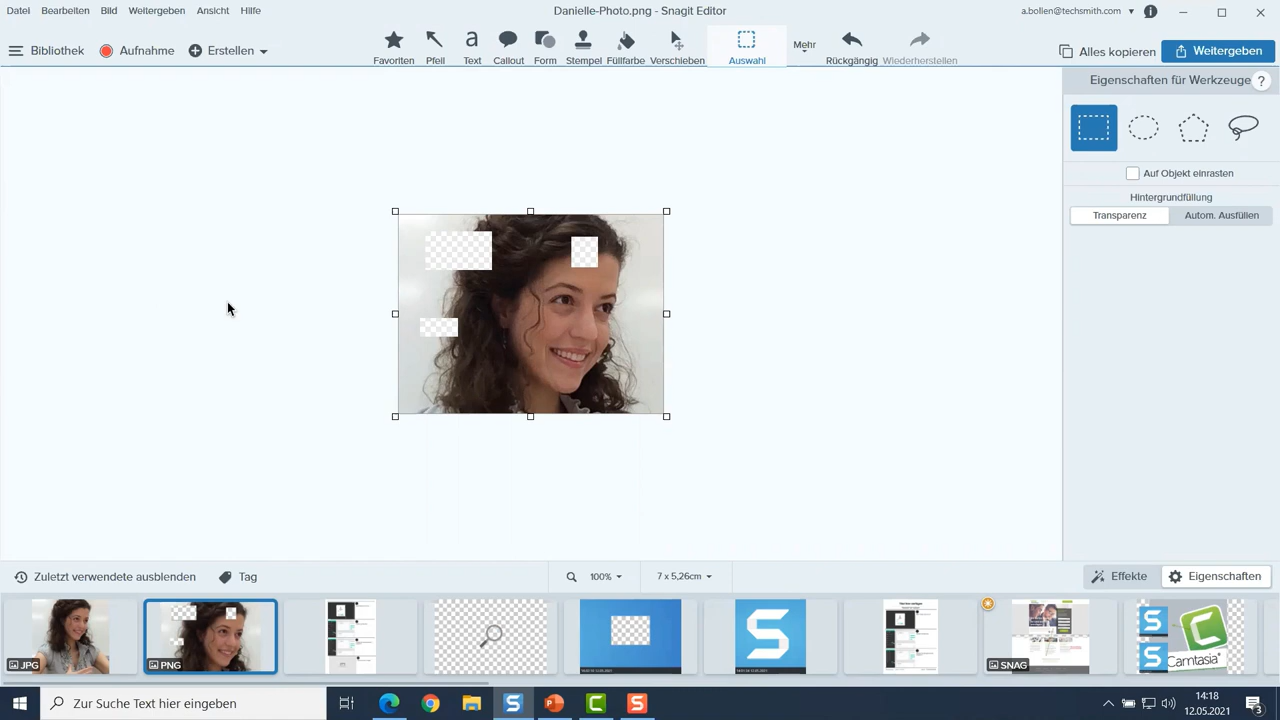 Datei Bearbeiten Bild Weitergeben Ansicht Hilfe
Danielle-Photo.png - Snagit Editor
a.bollen@techsmith.com
Bibliothek Aufnahme Erstellen
Favoriten Pfeil Text Callout Form Stempel Füllfarbe Verschieben Auswahl Mehr Rückgängig Wiederherstellen
Alles kopieren Weitergeben
Eigenschaften für Werkzeuge ?
Auf Objekt einrasten
Hintergrundfüllung
Transparenz Autom. Ausfüllen
Zuletzt verwendete ausblenden Tag
100% 7 x 5,26cm
Effekte Eigenschaften
JPG PNG SNAG
Camtasia
Zur Suche Text hier eingeben
14:18
12.05.2021
3